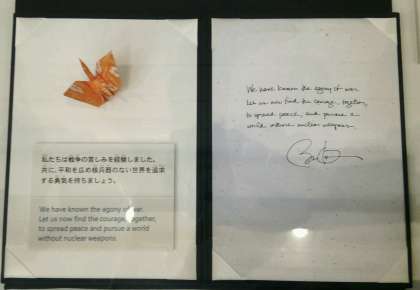 私たちは戦争の苦しみを経験しました。
共に、平和を広め核兵器のない世界を追求
する勇気を持ちましょう。
We have known the agony of war.
Let us now find the courage, together,
to spread peace, and pursue a world
without nuclear weapons.
We have known the agony of war.
Let us now find the courage, together,
to spread peace, and pursue a
world without nuclear weapons.